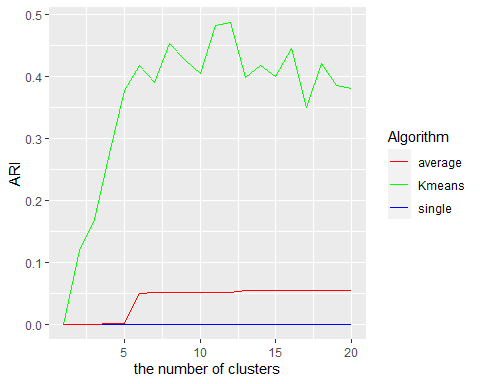 0.5
0.4
0.3
0.2
0.1
0.0
ARI
5 10 15 20
the number of clusters
Algorithm
average
Kmeans
single